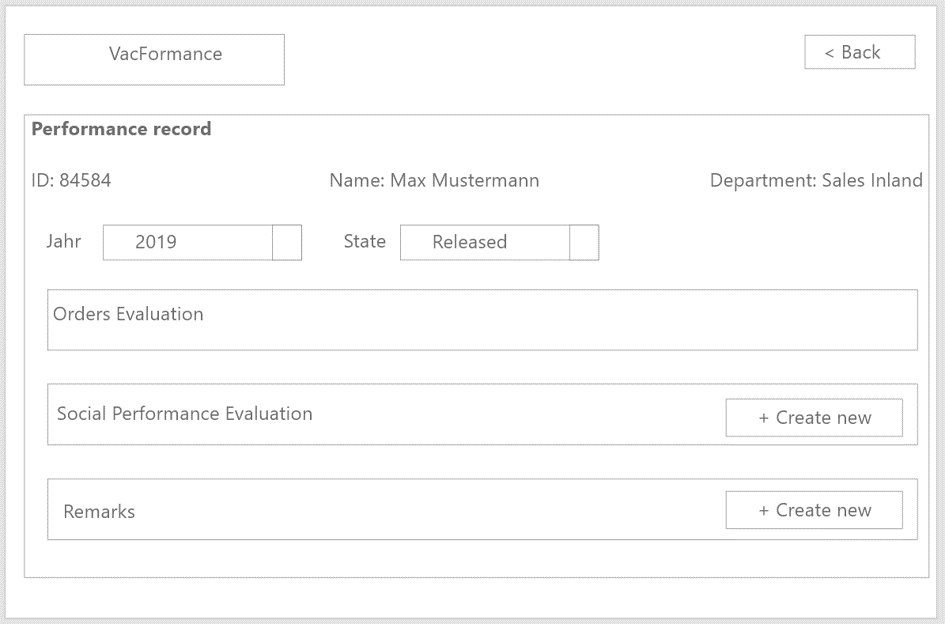 VacFormance
< Back
Performance record
ID: 84584 Name: Max Mustermann Department: Sales Inland
Jahr 2019 State Released
Orders Evaluation
Social Performance Evaluation + Create new
Remarks + Create new